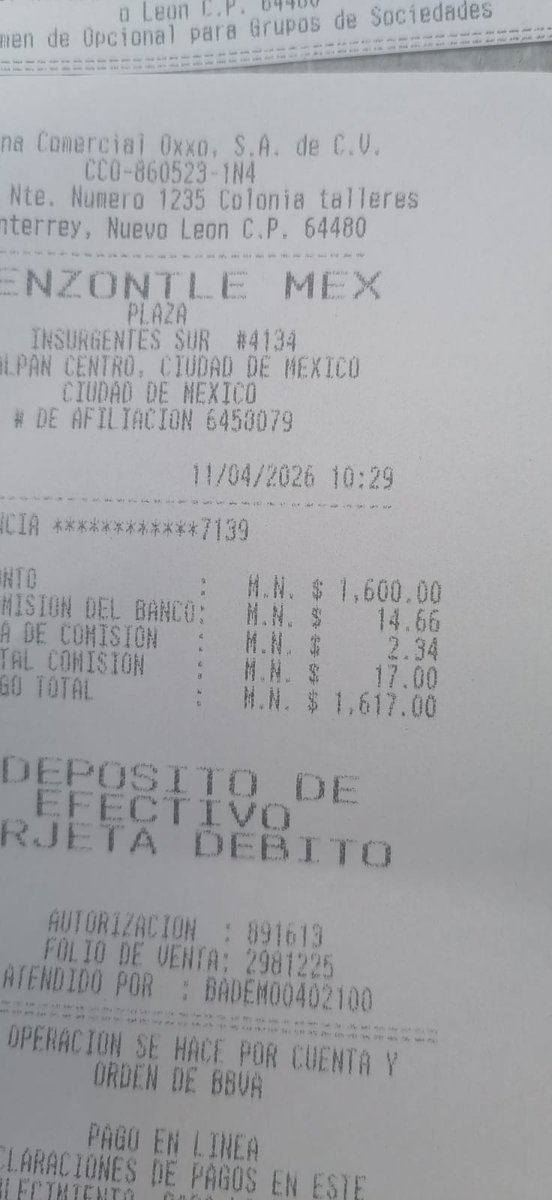 o Leon C.P. 64480
men de Opcional para Grupos de Sociedades
na Comercial Oxxo, S.A. de C.V.
CCO-860523-1N4
Nte. Numero 1235 Colonia talleres
nterrey, Nuevo Leon C.P. 64480
ENZONTLE MEX
PLAZA
INSURGENTES SUR #4134
ALPAN CENTRO, CIUDAD DE MEXICO
CIUDAD DE MEXICO
# DE AFILIACION 6450079
11/04/2026 10:29
NCIA ************7139
ONTO : M.N. $ 1,600.00
MISION DEL BANCO: M.N. $ 14.66
A DE COMISION : M.N. $ 2.34
TAL COMISION : M.N. $ 17.00
GO TOTAL : M.N. $ 1,617.00
DEPOSITO DE
EFECTIVO
RJETA DEBITO
AUTORIZACION : 891613
FOLIO DE VENTA: 2981225
ATENDIDO POR : BADEM00402100
OPERACION SE HACE POR CUENTA Y
ORDEN DE BBVA
PAGO EN LINEA
CLARACIONES DE PAGOS EN ESTE